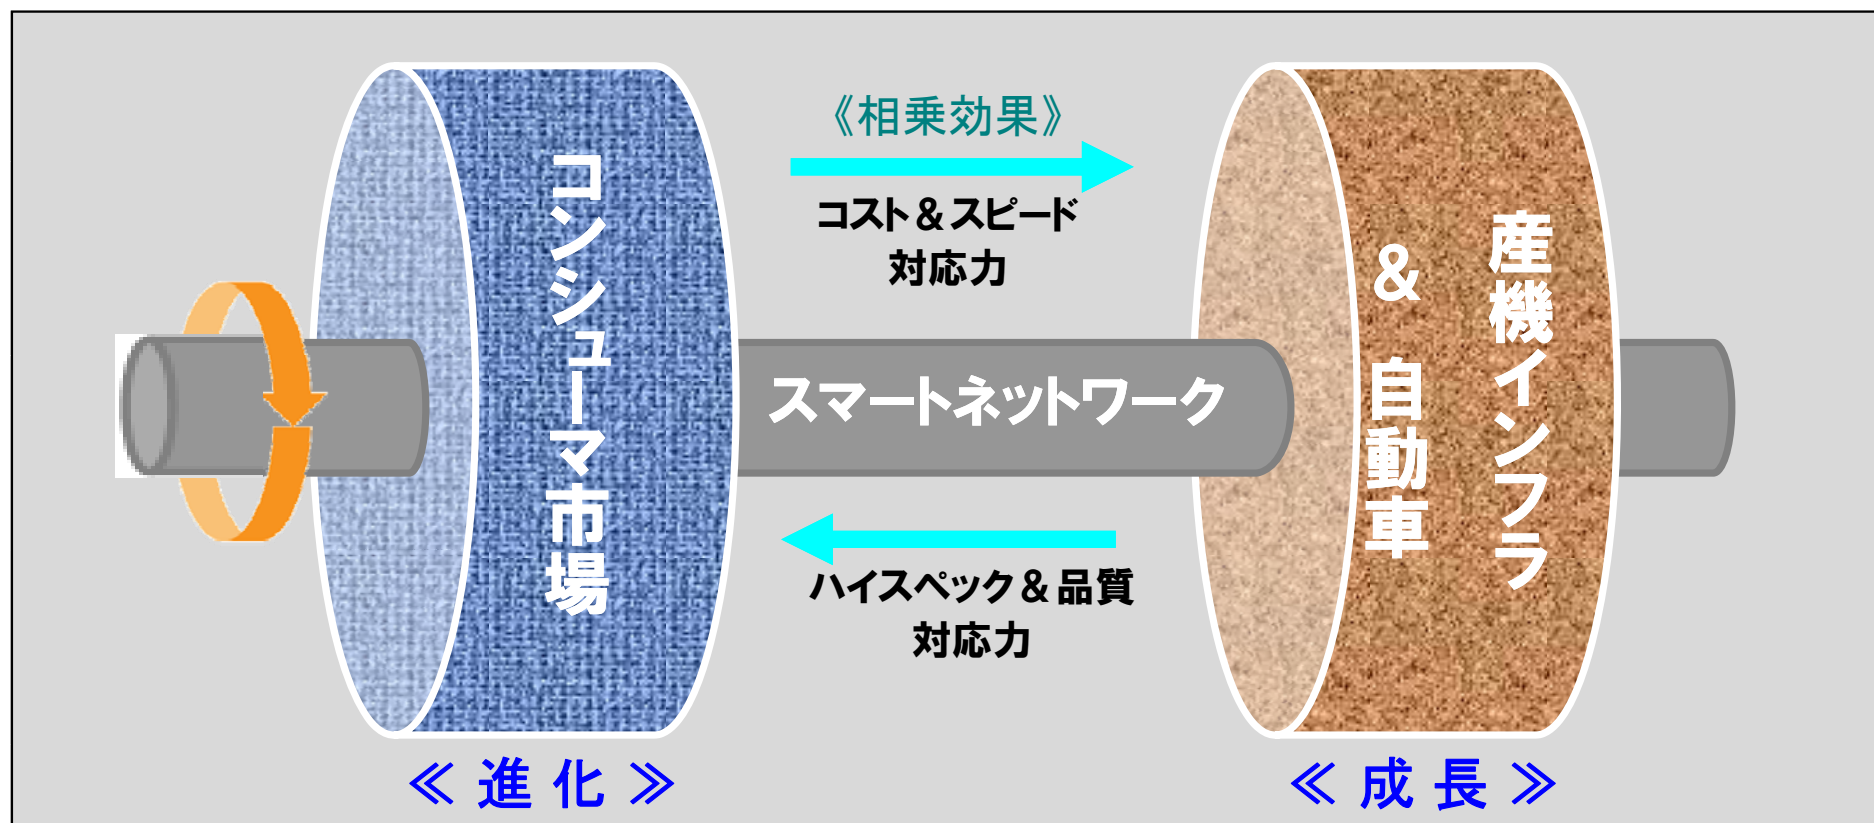 コンシューマ市場
《相乗効果》
コスト&スピード
対応力
スマートネットワーク
ハイスペック&品質
対応力
産機インフラ
&自動車
≪進化≫
≪成長≫